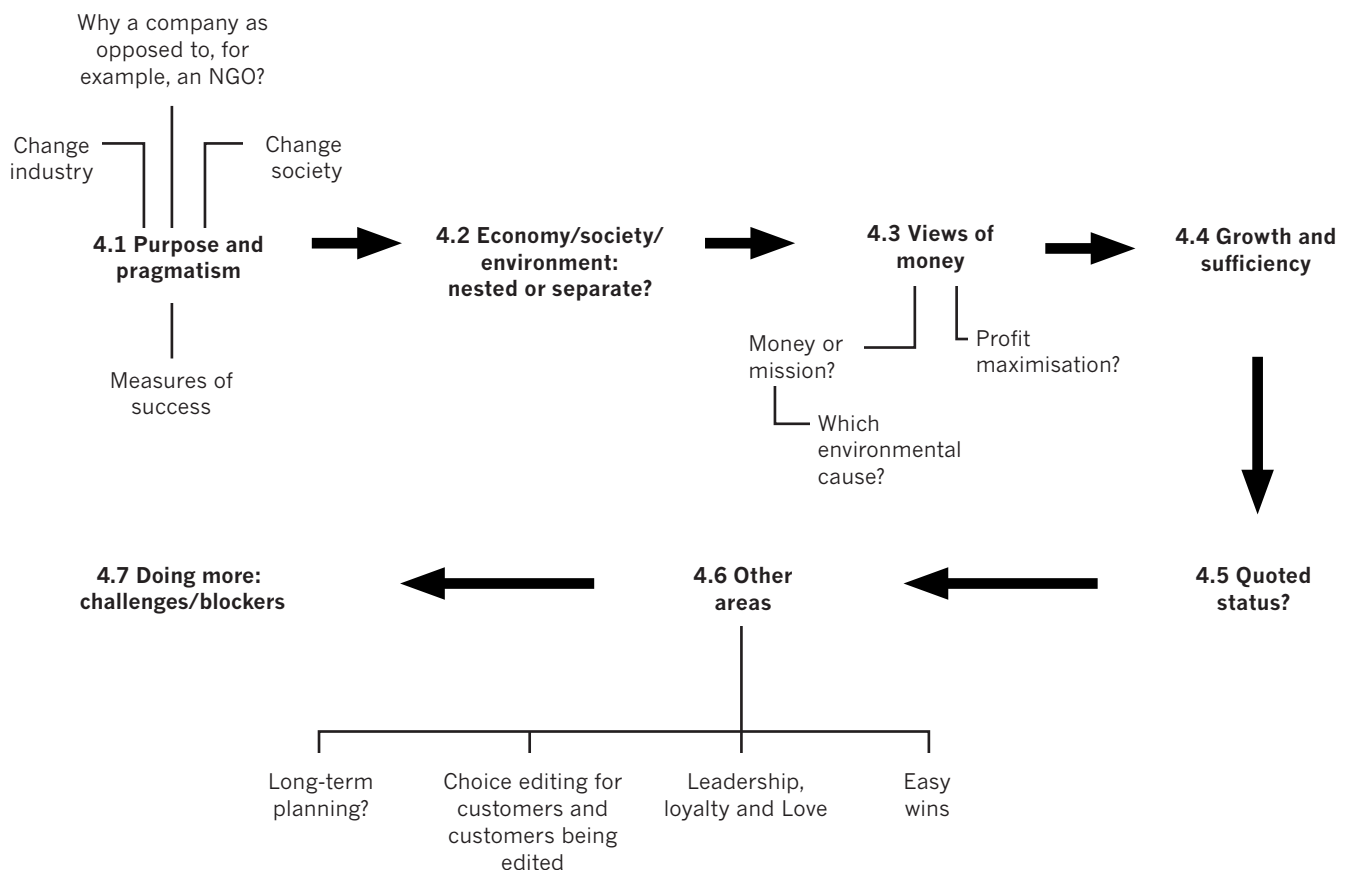 Why a company as
opposed to, for
example, an NGO?
Change
industry
Change
society
4.1 Purpose and
pragmatism
Measures of
success
4.2 Economy/society/
environment:
nested or separate?
4.3 Views of
money
Money or
mission?
Which
environmental
cause?
Profit
maximisation?
4.4 Growth and
sufficiency
4.5 Quoted
status?
4.6 Other
areas
Long-term
planning?
Choice editing for
customers and
customers being
edited
Leadership,
loyalty and Love
Easy
wins
4.7 Doing more:
challenges/blockers